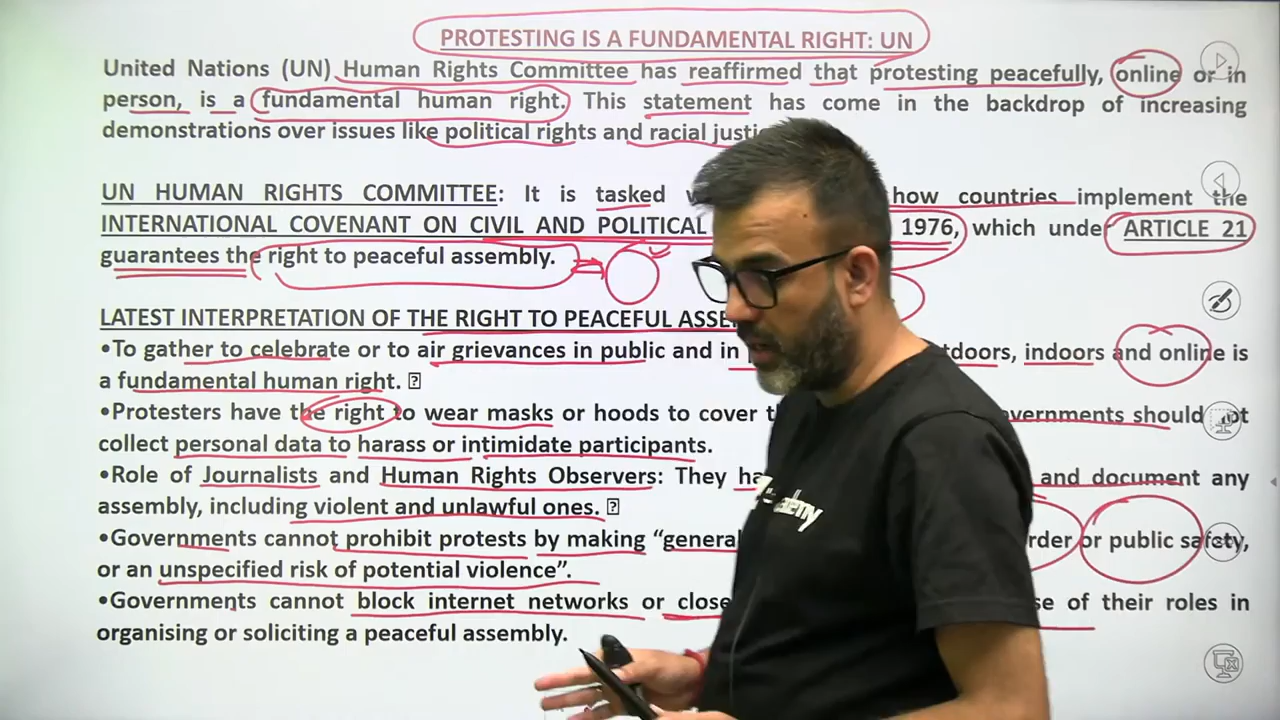 PROTESTING IS A FUNDAMENTAL RIGHT: UN
United Nations (UN) Human Rights Committee has reaffirmed that protesting peacefully, online or in
person, is a fundamental human right. This statement has come in the backdrop of increasing
demonstrations over issues like political rights and racial
UN HUMAN RIGHTS COMMITTEE: It is tasked how countries implement the
INTERNATIONAL COVENANT ON CIVIL AND POLITICAL 1976, which under ARTICLE 21
guarantees the right to peaceful assembly.
LATEST INTERPRETATION OF THE RIGHT TO PEACEFUL
•To gather to celebrate or to air grievances in public and in indoors and online is
a fundamental human right.
•Protesters have the right to wear masks or hoods to cover should not
collect personal data to harass or intimidate participants.
•Role of Journalists and Human Rights Observers: They and document any
assembly, including violent and unlawful ones.
•Governments cannot prohibit protests by making “general or public safety,
or an unspecified risk of potential violence”.
•Governments cannot block internet networks or close of their roles in
organising or soliciting a peaceful assembly.